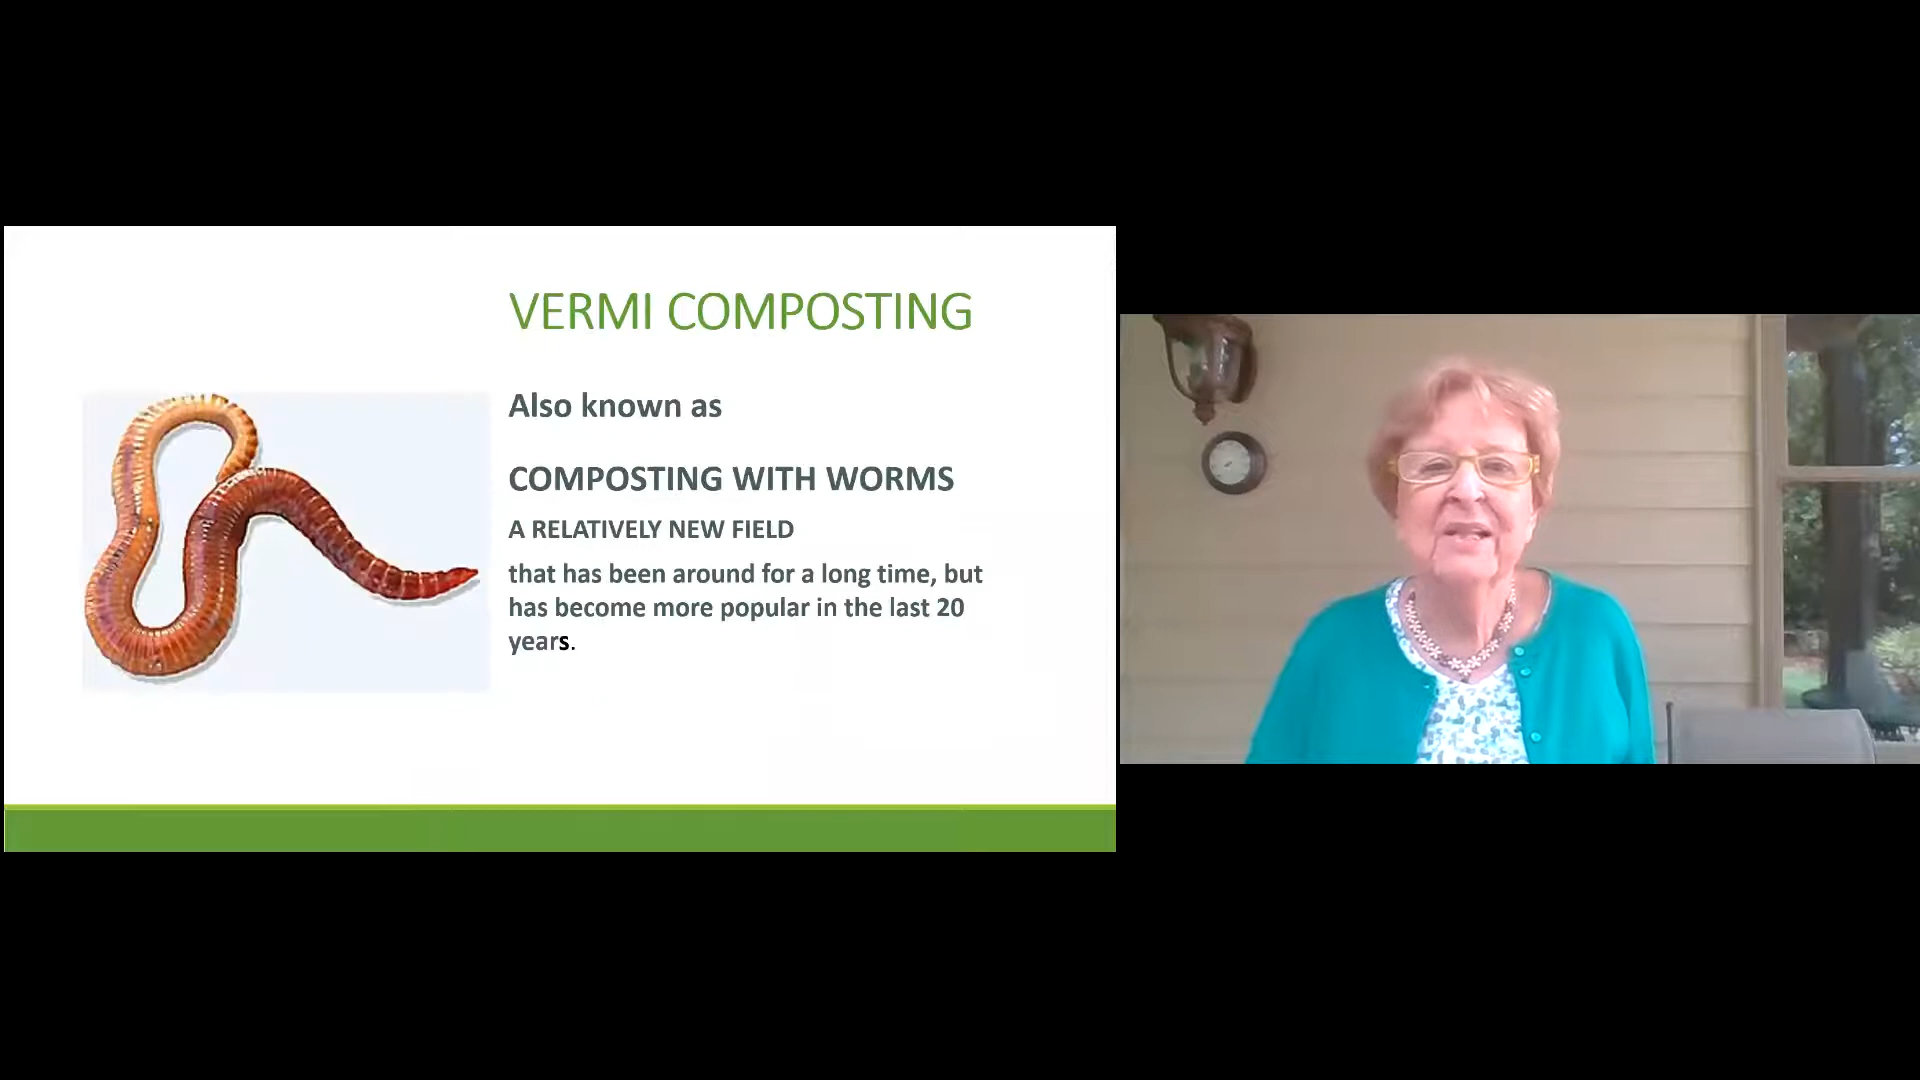 VERMI COMPOSTING
Also known as
COMPOSTING WITH WORMS
A RELATIVELY NEW FIELD
that has been around for a long time, but
has become more popular in the last 20
years.